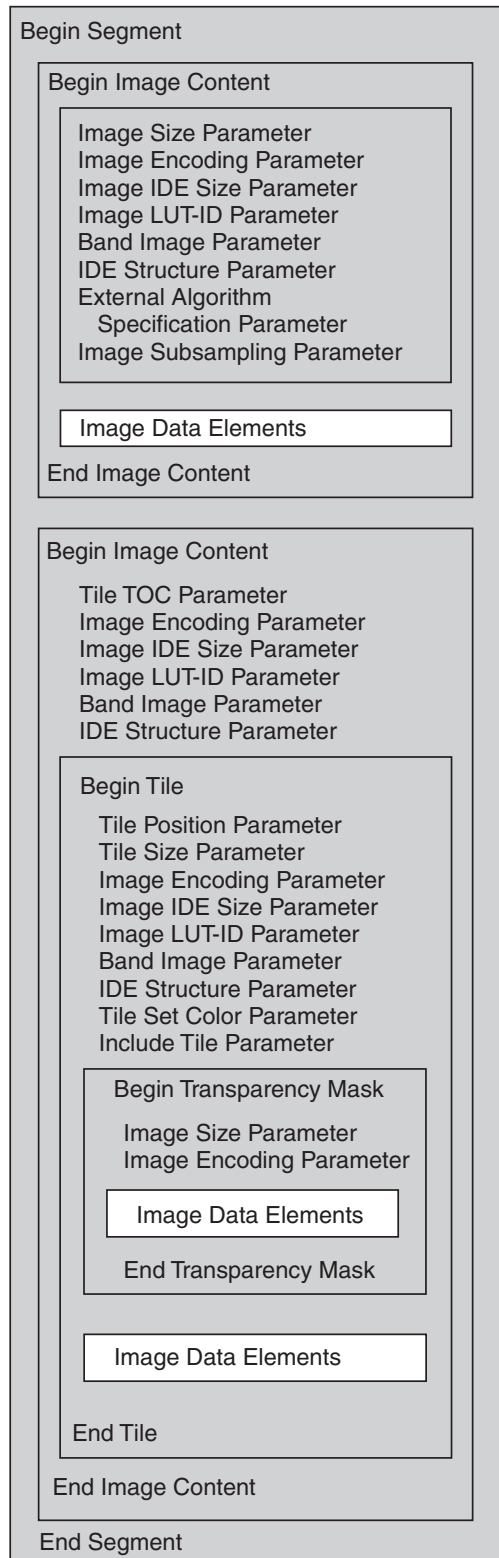 Begin Segment
Begin Image Content
Image Size Parameter
Image Encoding Parameter
Image IDE Size Parameter
Image LUT-ID Parameter
Band Image Parameter
IDE Structure Parameter
External Algorithm
Specification Parameter
Image Subsampling Parameter
Image Data Elements
End Image Content
Begin Image Content
Tile TOC Parameter
Image Encoding Parameter
Image IDE Size Parameter
Image LUT-ID Parameter
Band Image Parameter
IDE Structure Parameter
Begin Tile
Tile Position Parameter
Tile Size Parameter
Image Encoding Parameter
Image IDE Size Parameter
Image LUT-ID Parameter
Band Image Parameter
IDE Structure Parameter
Tile Set Color Parameter
Include Tile Parameter
Begin Transparency Mask
Image Size Parameter
Image Encoding Parameter
Image Data Elements
End Transparency Mask
Image Data Elements
End Tile
End Image Content
End Segment